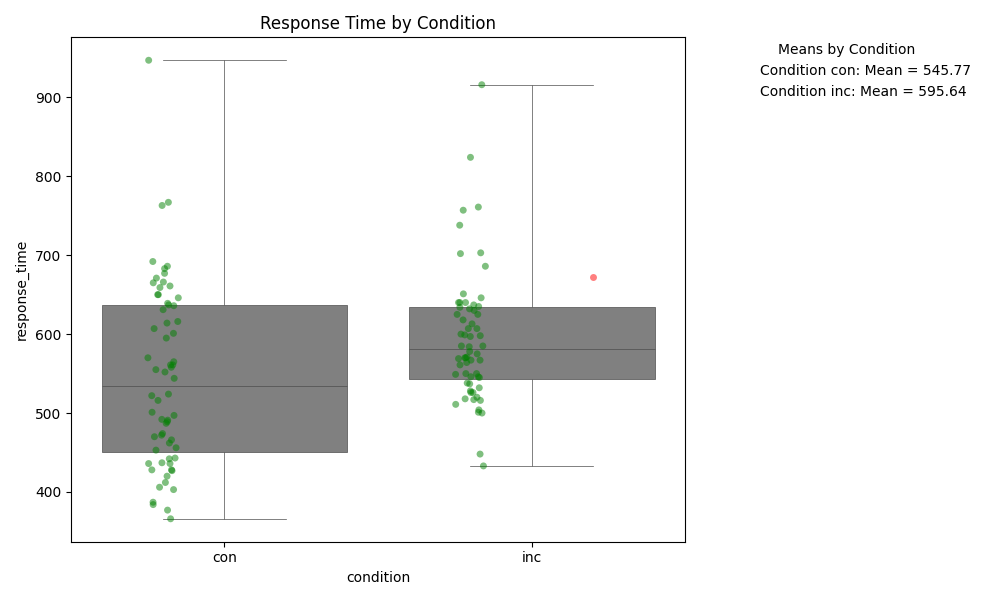 Response Time by Condition
Means by Condition
Condition con: Mean = 545.77
Condition inc: Mean = 595.64
response_time
900
800
700
600
500
400
con
inc
condition